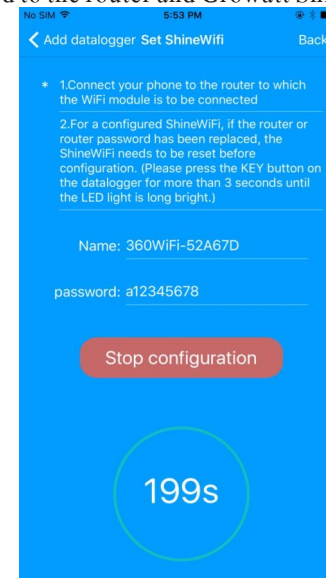 d to the router and Growatt Shi
No SIM 5:53 PM
Add datalogger Set ShineWifi Back
* 1.Connect your phone to the router to which
the WiFi module is to be connected
2.For a configured ShineWiFi, if the router or
router password has been replaced, the
ShineWiFi needs to be reset before
configuration. (Please press the KEY button on
the datalogger for more than 3 seconds until
the LED light is long bright.)
Name: 360WiFi-52A67D
password: a12345678
Stop configuration
199s